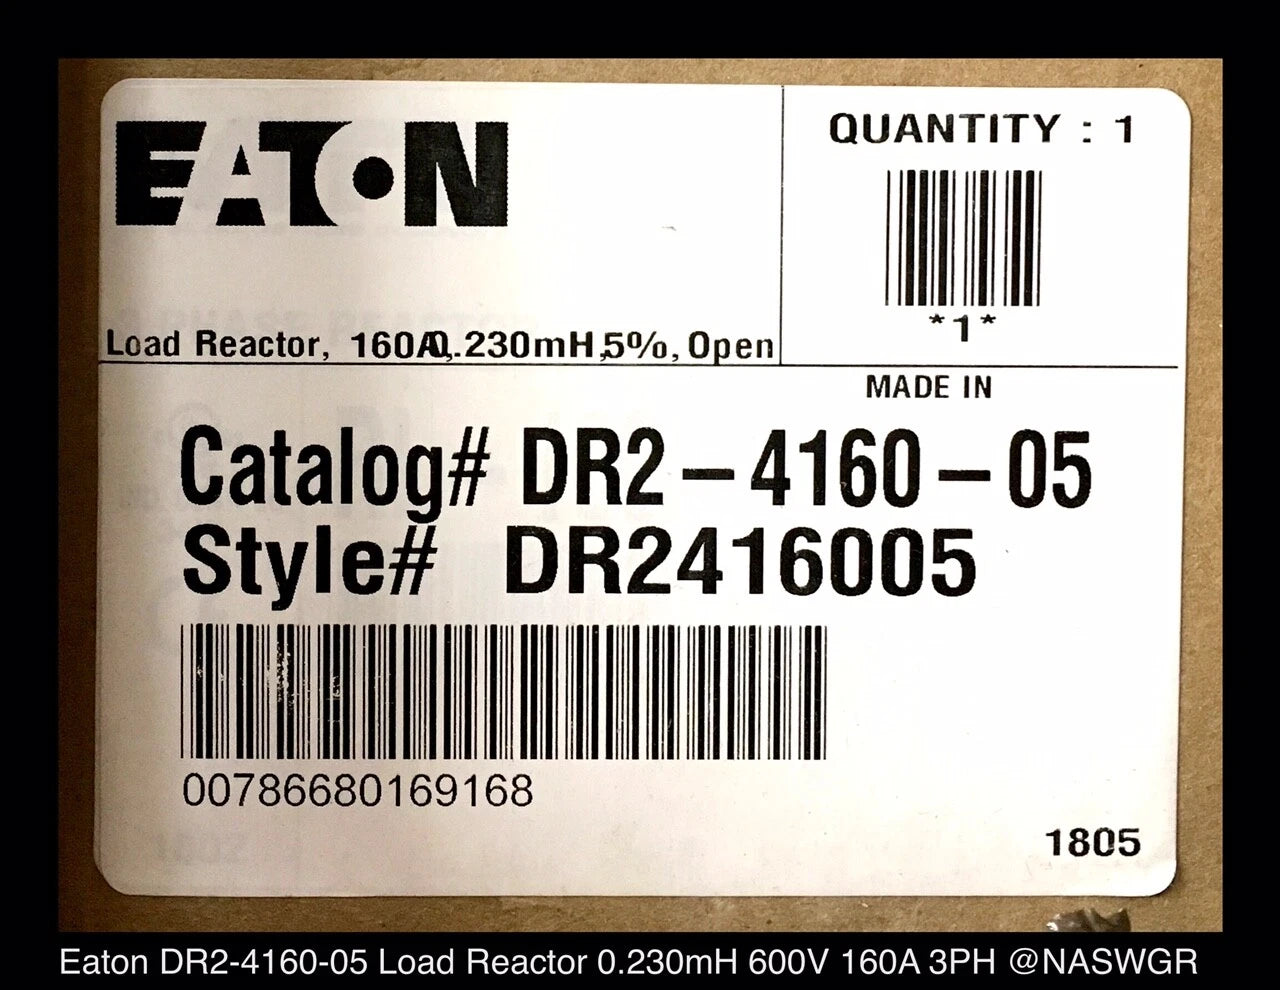 EATON
QUANTITY : 1
*1*
Load Reactor, 160A,0.230mH,5%,Open
MADE IN
Catalog# DR2-4160-05
Style# DR2416005
00786680169168
1805
Eaton DR2-4160-05 Load Reactor 0.230mH 600V 160A 3PH @NASWGR